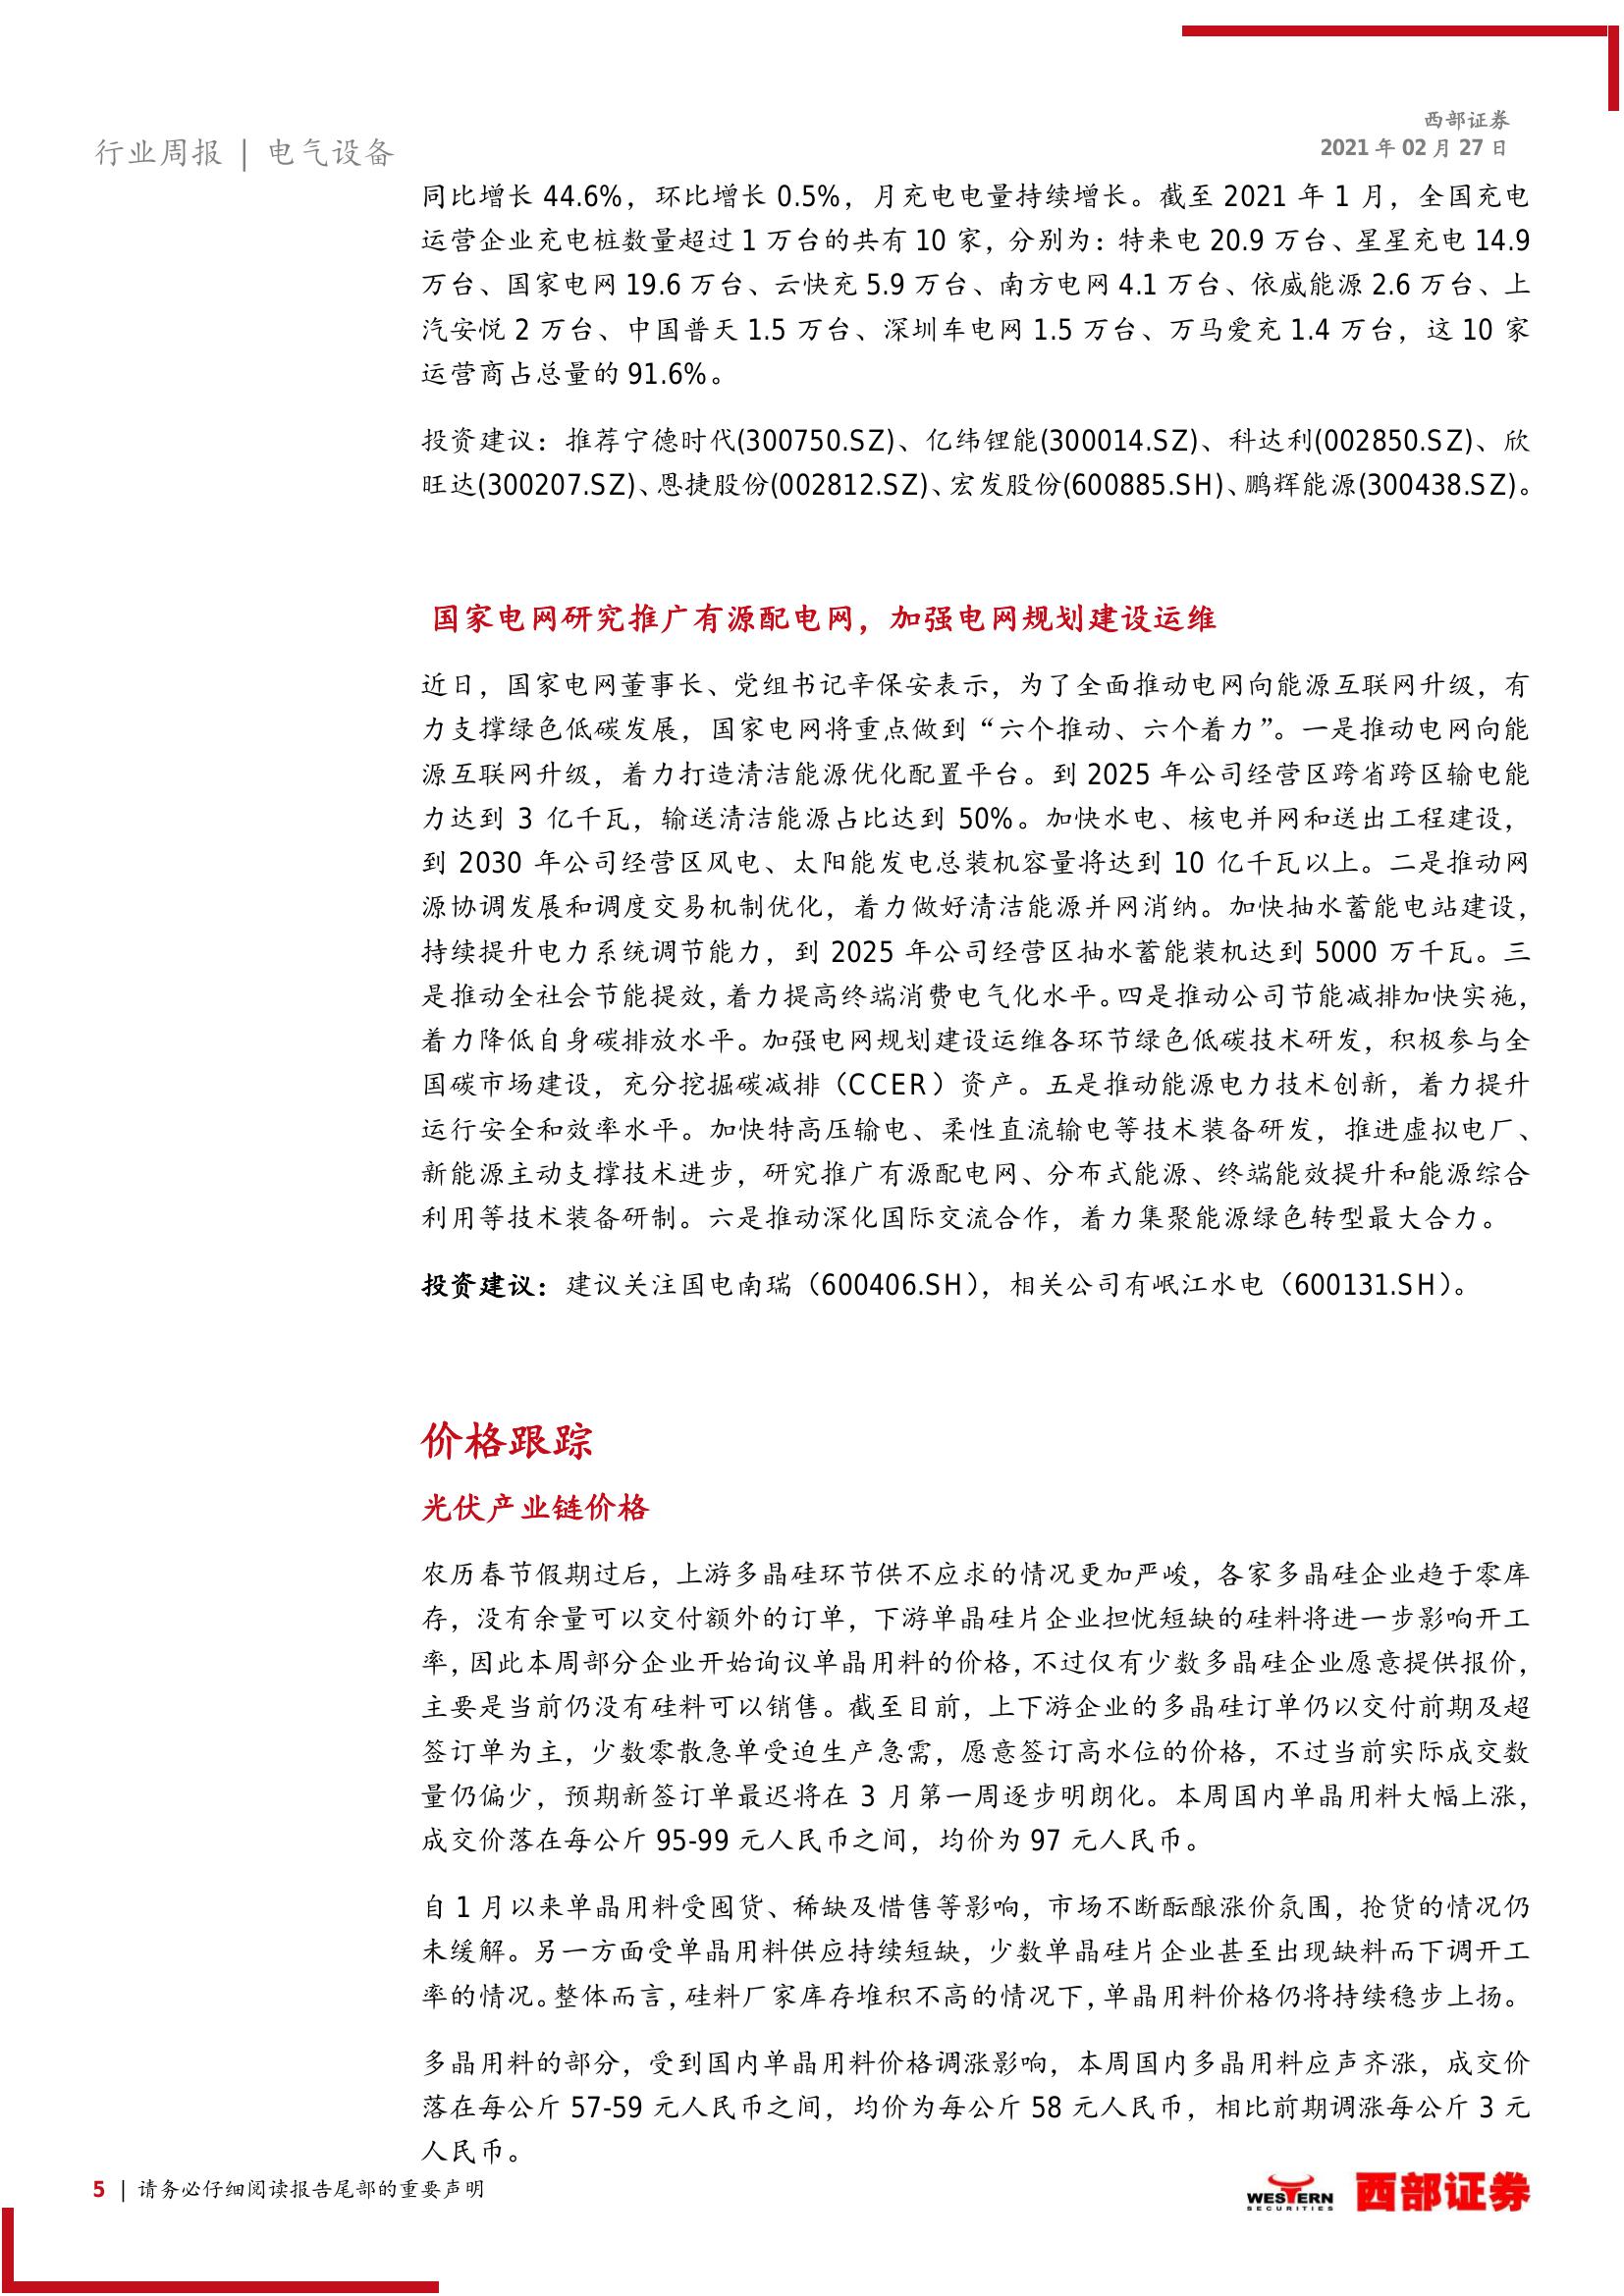 西部证券
2021 年 02 月 27 日
行业周报 | 电气设备
同比增长 44.6%，环比增长 0.5%，月充电电量持续增长。截至 2021 年 1 月，全国充电
运营企业充电桩数量超过 1 万台的共有 10 家，分别为：特来电 20.9 万台、星星充电 14.9
万台、国家电网 19.6 万台、云快充 5.9 万台、南方电网 4.1 万台、依威能源 2.6 万台、上
汽安悦 2 万台、中国普天 1.5 万台、深圳车电网 1.5 万台、万马爱充 1.4 万台，这 10 家
运营商占总量的 91.6%。
投资建议：推荐宁德时代(300750.SZ)、亿纬锂能(300014.SZ)、科达利(002850.SZ)、欣
旺达(300207.SZ)、恩捷股份(002812.SZ)、宏发股份(600885.SH)、鹏辉能源(300438.SZ)。
国家电网研究推广有源配电网，加强电网规划建设运维
近日，国家电网董事长、党组书记辛保安表示，为了全面推动电网向能源互联网升级，有
力支撑绿色低碳发展，国家电网将重点做到“六个推动、六个着力”。一是推动电网向能
源互联网升级，着力打造清洁能源优化配置平台。到 2025 年公司经营区跨省跨区输电能
力达到 3 亿千瓦，输送清洁能源占比达到 50%。加快水电、核电并网和送出工程建设，
到 2030 年公司经营区风电、太阳能发电总装机容量将达到 10 亿千瓦以上。二是推动网
源协调发展和调度交易机制优化，着力做好清洁能源并网消纳。加快抽水蓄能电站建设，
持续提升电力系统调节能力，到 2025 年公司经营区抽水蓄能装机达到 5000 万千瓦。三
是推动全社会节能提效，着力提高终端消费电气化水平。四是推动公司节能减排加快实施，
着力降低自身碳排放水平。加强电网规划建设运维各环节绿色低碳技术研发，积极参与全
国碳市场建设，充分挖掘碳减排（CCER）资产。五是推动能源电力技术创新，着力提升
运行安全和效率水平。加快特高压输电、柔性直流输电等技术装备研发，推进虚拟电厂、
新能源主动支撑技术进步，研究推广有源配电网、分布式能源、终端能效提升和能源综合
利用等技术装备研制。六是推动深化国际交流合作，着力集聚能源绿色转型最大合力。
投资建议：建议关注国电南瑞（600406.SH），相关公司有岷江水电（600131.SH）。
价格跟踪
光伏产业链价格
农历春节假期过后，上游多晶硅环节供不应求的情况更加严峻，各家多晶硅企业趋于零库
存，没有余量可以交付额外的订单，下游单晶硅片企业担忧短缺的硅料将进一步影响开工
率，因此本周部分企业开始询议单晶用料的价格，不过仅有少数多晶硅企业愿意提供报价，
主要是当前仍没有硅料可以销售。截至目前，上下游企业的多晶硅订单仍以交付前期及超
签订单为主，少数零散急单受迫生产急需，愿意签订高水位的价格，不过当前实际成交数
量仍偏少，预期新签订单最迟将在 3 月第一周逐步明朗化。本周国内单晶用料大幅上涨，
成交价落在每公斤 95-99 元人民币之间，均价为 97 元人民币。
自 1 月以来单晶用料受囤货、稀缺及惜售等影响，市场不断酝酿涨价氛围，抢货的情况仍
未缓解。另一方面受单晶用料供应持续短缺，少数单晶硅片企业甚至出现缺料而下调开工
率的情况。整体而言，硅料厂家库存堆积不高的情况下，单晶用料价格仍将持续稳步上扬。
多晶用料的部分，受到国内单晶用料价格调涨影响，本周国内多晶用料应声齐涨，成交价
落在每公斤 57-59 元人民币之间，均价为每公斤 58 元人民币，相比前期调涨每公斤 3 元
人民币。
5 | 请务必仔细阅读报告尾部的重要声明
WESTERN
SECURITIES
西部证券